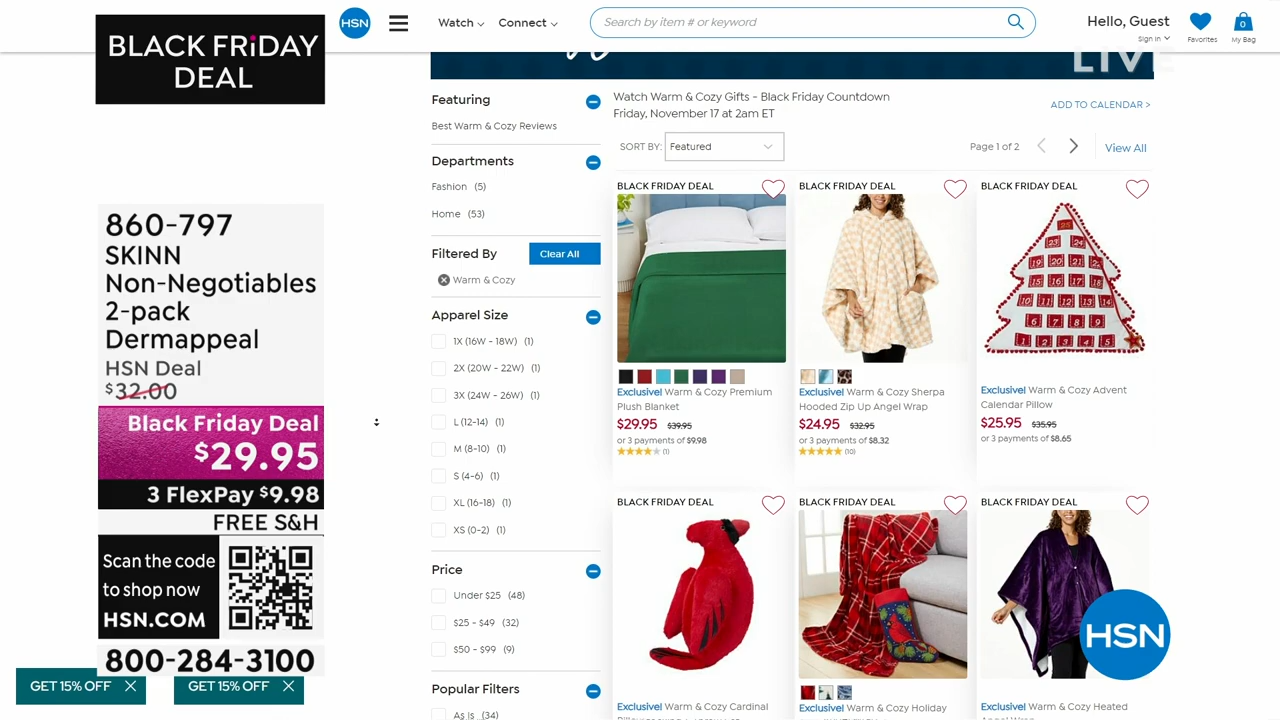 BLACK FRiDAY
DEAL
860-797
SKINN
Non-Negotiables
2-pack
Dermappeal
HSN Deal
$32.00
Black Friday Deal
$29.95
3 FlexPay $9.98
FREE S&H
Scan the code
to shop now
HSN.COM
800-284-3100
GET 15% OFF
GET 15% OFF
HSN
Watch
Connect
Search by item # or keyword
Hello, Guest
Sign in
Favorites
0
My Bag
LIVE
Featuring
Best Warm & Cozy Reviews
Departments
Fashion (5)
Home (53)
Filtered By
Clear All
Warm & Cozy
Apparel Size
1X (16W - 18W) (1)
2X (20W - 22W) (1)
3X (24W - 26W) (1)
L (12-14) (1)
M (8-10) (1)
S (4-6) (1)
XL (16-18) (1)
XS (0-2) (1)
Price
Under $25 (48)
$25 - $49 (32)
$50 - $99 (9)
Popular Filters
As Is (34)
Watch Warm & Cozy Gifts - Black Friday Countdown
Friday, November 17 at 2am ET
ADD TO CALENDAR >
SORT BY: Featured
Page 1 of 2
View All
BLACK FRIDAY DEAL
Exclusive! Warm & Cozy Premium
Plush Blanket
$29.95 $39.95
or 3 payments of $9.98
(1)
BLACK FRIDAY DEAL
Exclusive! Warm & Cozy Sherpa
Hooded Zip Up Angel Wrap
$24.95 $32.95
or 3 payments of $8.32
(10)
BLACK FRIDAY DEAL
Exclusive! Warm & Cozy Advent
Calendar Pillow
$25.95 $35.95
or 3 payments of $8.65
BLACK FRIDAY DEAL
Exclusive! Warm & Cozy Cardinal
BLACK FRIDAY DEAL
Exclusive! Warm & Cozy Holiday
BLACK FRIDAY DEAL
Exclusive! Warm & Cozy Heated
Angel Wrap
HSN